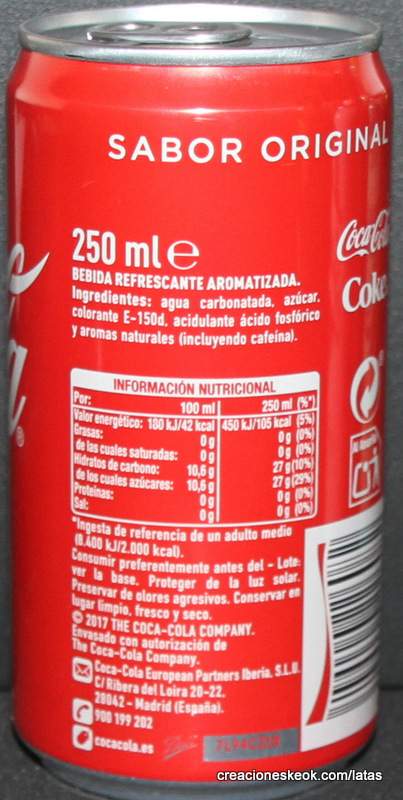 SABOR ORIGINAL
250 ml e
BEBIDA REFRESCANTE AROMATIZADA.
Ingredientes: agua carbonatada, azúcar,
colorante E-150d, acidulante ácido fosfórico
y aromas naturales (incluyendo cafeína).
Coca-Cola
Coke
INFORMACIÓN NUTRICIONAL
Por: 100 ml 250 ml (%*)
Valor energético: 180 kJ/42 kcal 450 kJ/105 kcal (5%)
Grasas: 0 g 0 g (0%)
de las cuales saturadas: 0 g 0 g (0%)
Hidratos de carbono: 10,6 g 27 g (10%)
de los cuales azúcares: 10,6 g 27 g (29%)
Proteínas: 0 g 0 g (0%)
Sal: 0 g 0 g (0%)
*Ingesta de referencia de un adulto medio
(8.400 kJ/2.000 kcal).
Consumir preferentemente antes del - Lote:
ver la base. Proteger de la luz solar.
Preservar de olores agresivos. Conservar en
lugar limpio, fresco y seco.
© 2017 THE COCA-COLA COMPANY.
Envasado con autorización de
The Coca-Cola Company.
Coca-Cola European Partners Iberia, S.L.U.
C/ Ribera del Loira 20-22.
28042 - Madrid (España).
900 199 202
cocacola.es
creacioneskeok.com/latas